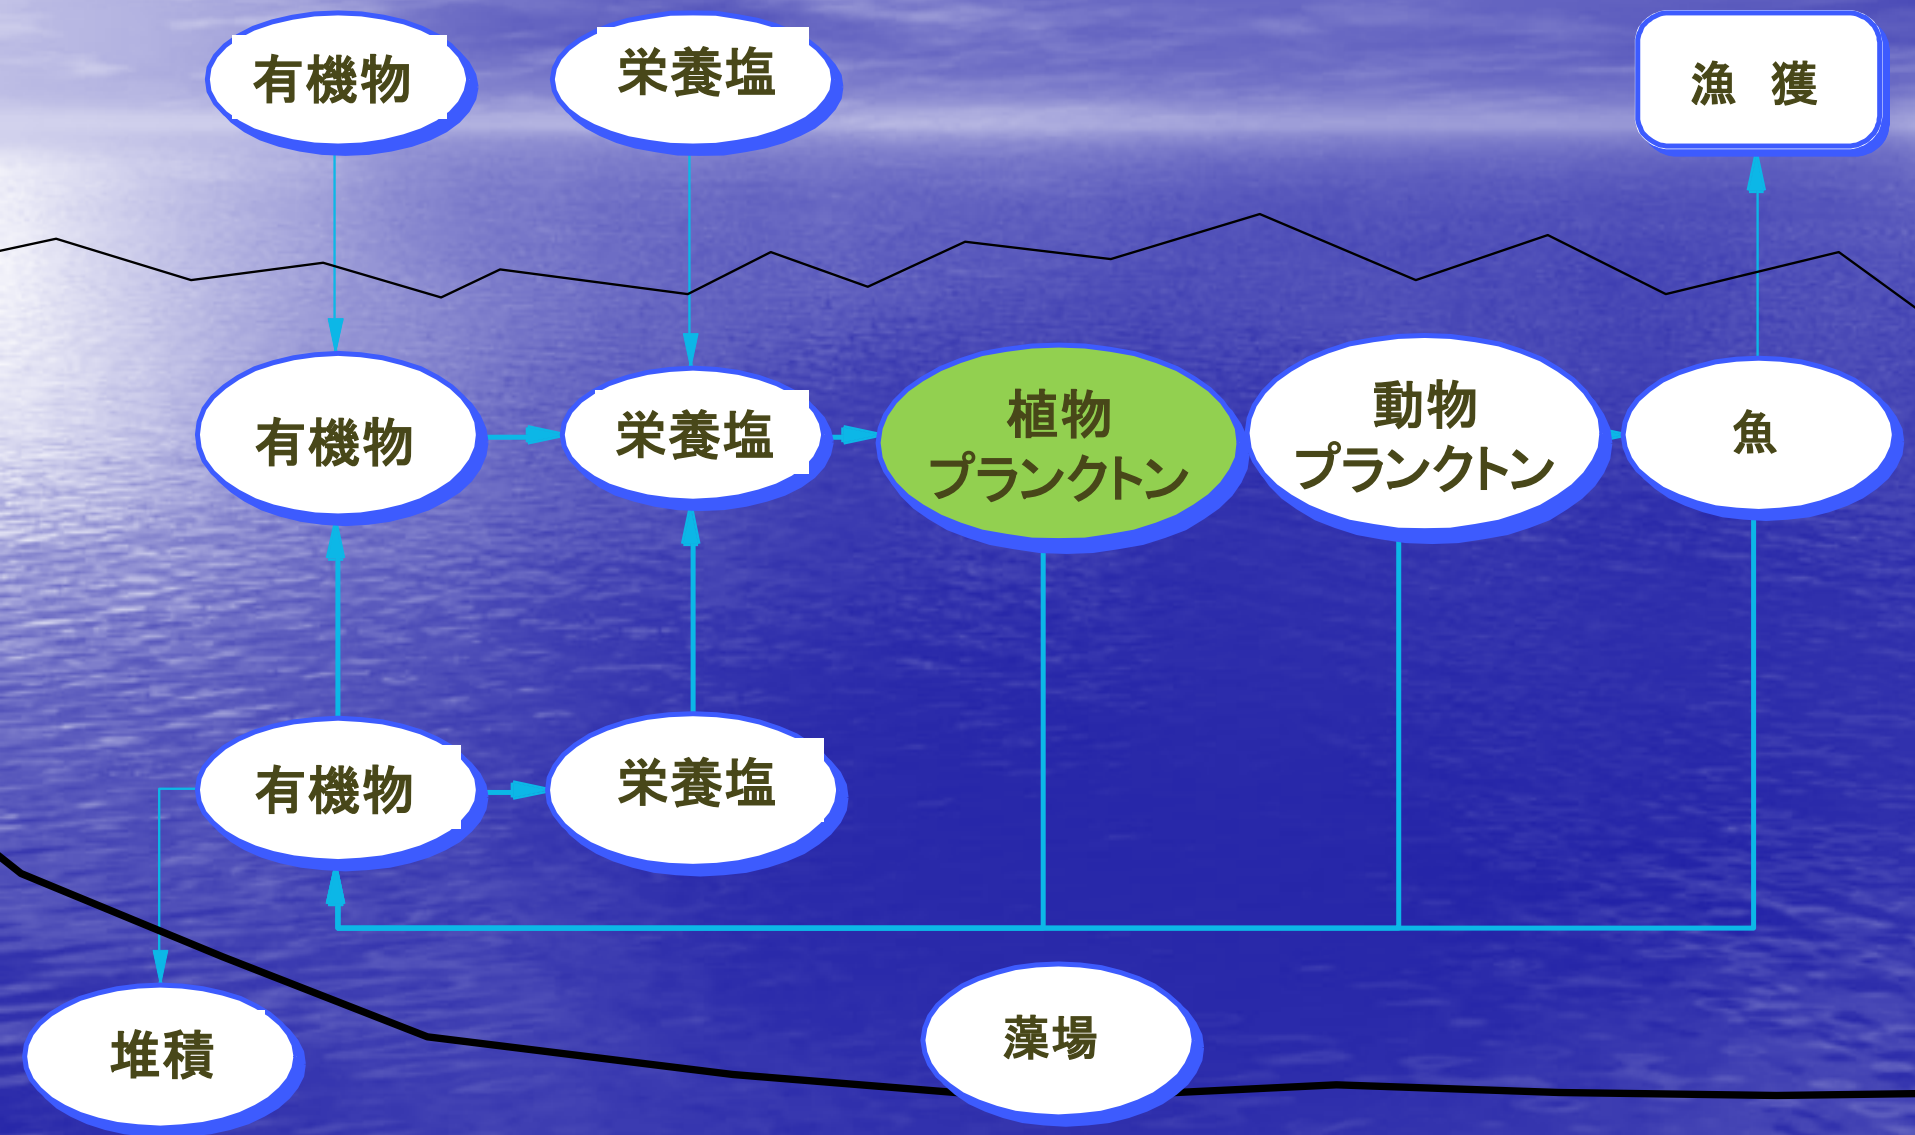 有機物
栄養塩
漁 獲
有機物
栄養塩
植物
プランクトン
動物
プランクトン
魚
有機物
栄養塩
堆積
藻場